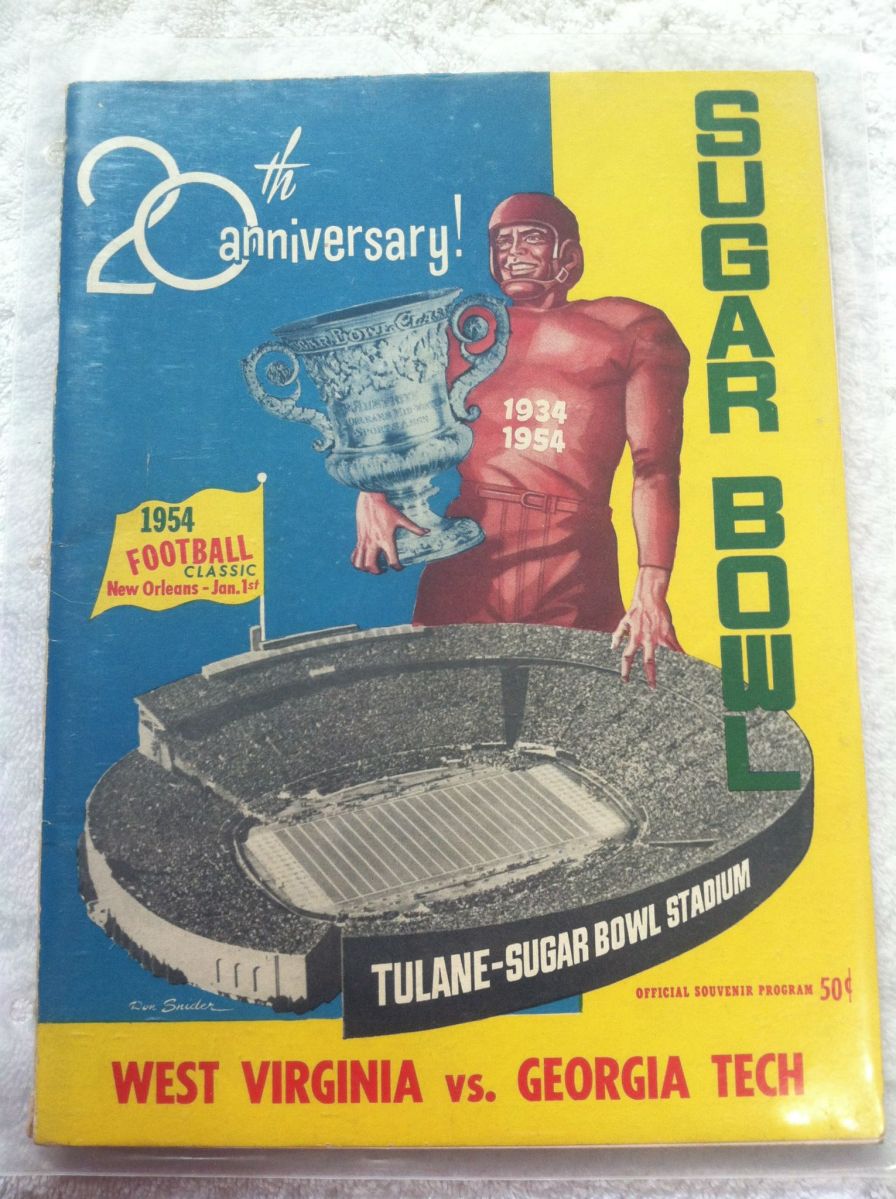 20th
anniversary!
SUGAR BOWL
1934
1954
1954
FOOTBALL
CLASSIC
New Orleans - Jan. 1st
TULANE-SUGAR BOWL STADIUM
Don Snider
OFFICIAL SOUVENIR PROGRAM 50¢
WEST VIRGINIA vs. GEORGIA TECH